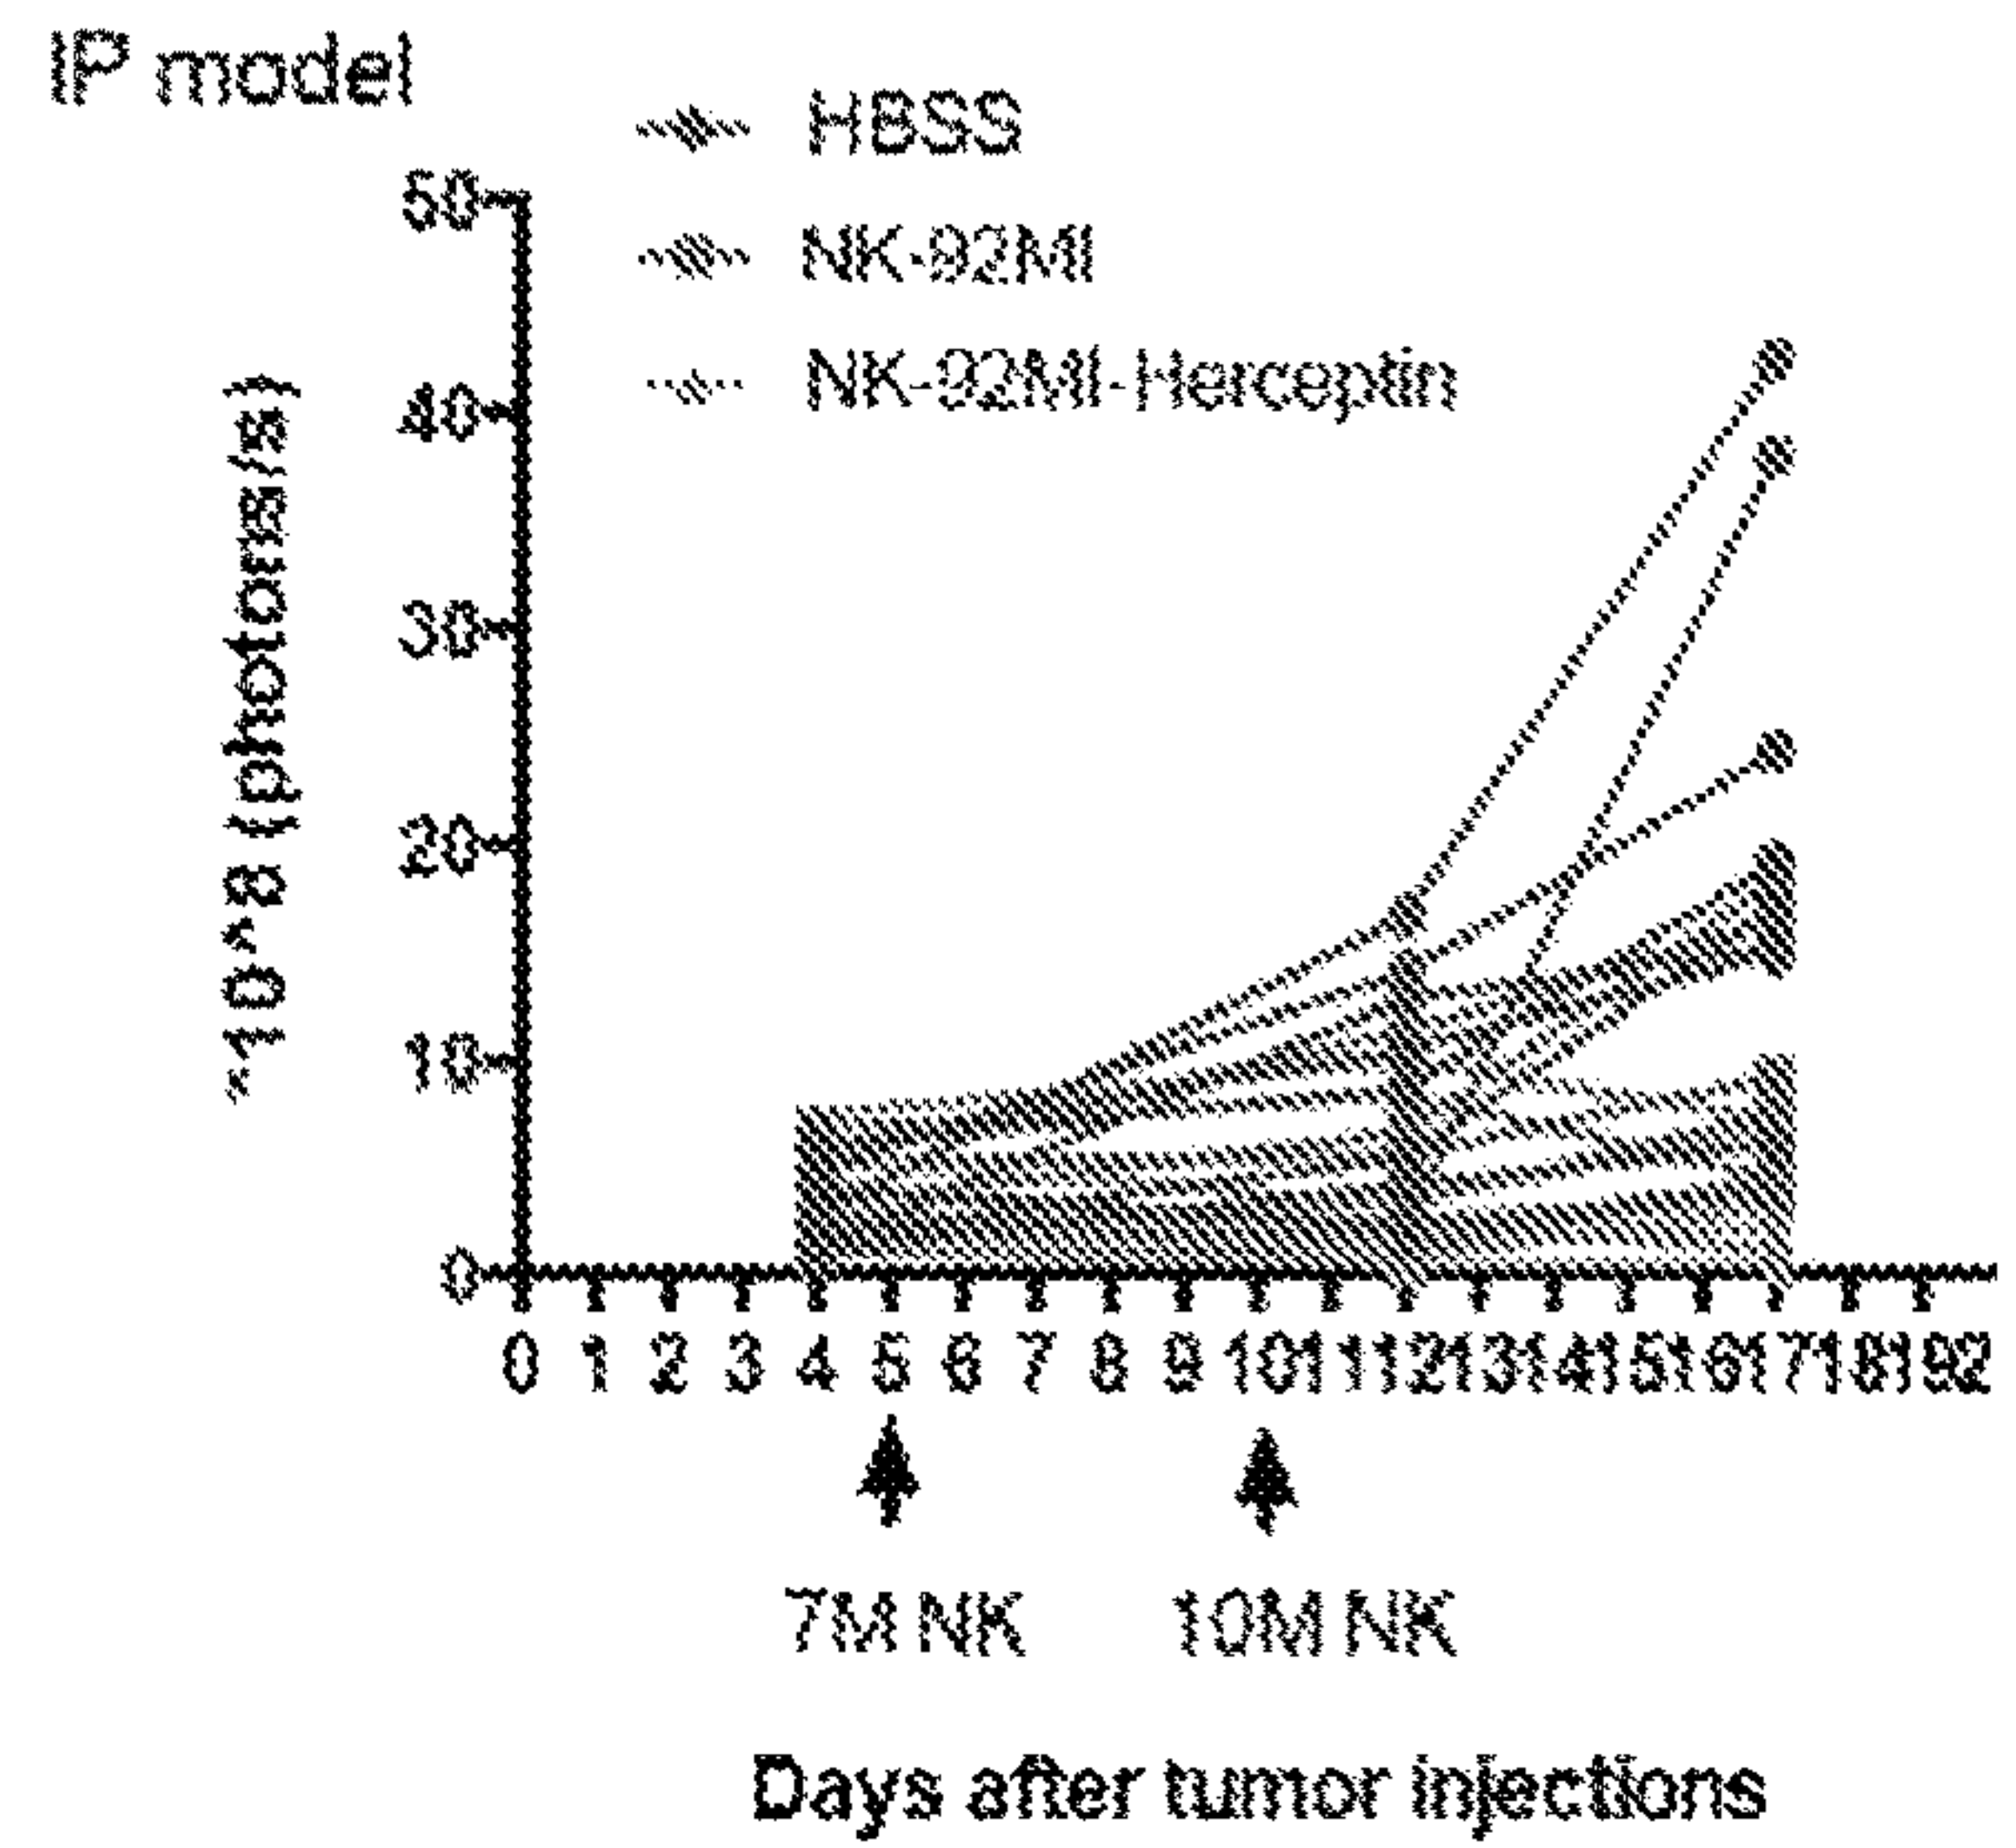 IP model
HBSS
NK-92MI
NK-92MI-Herceptin
50
40
30
20
10
0
*10^8 (photons/s)
0 1 2 3 4 5 6 7 8 9 10 11 12 13 14 15 16 17 18 19 2
7M NK 10M NK
Days after tumor injections